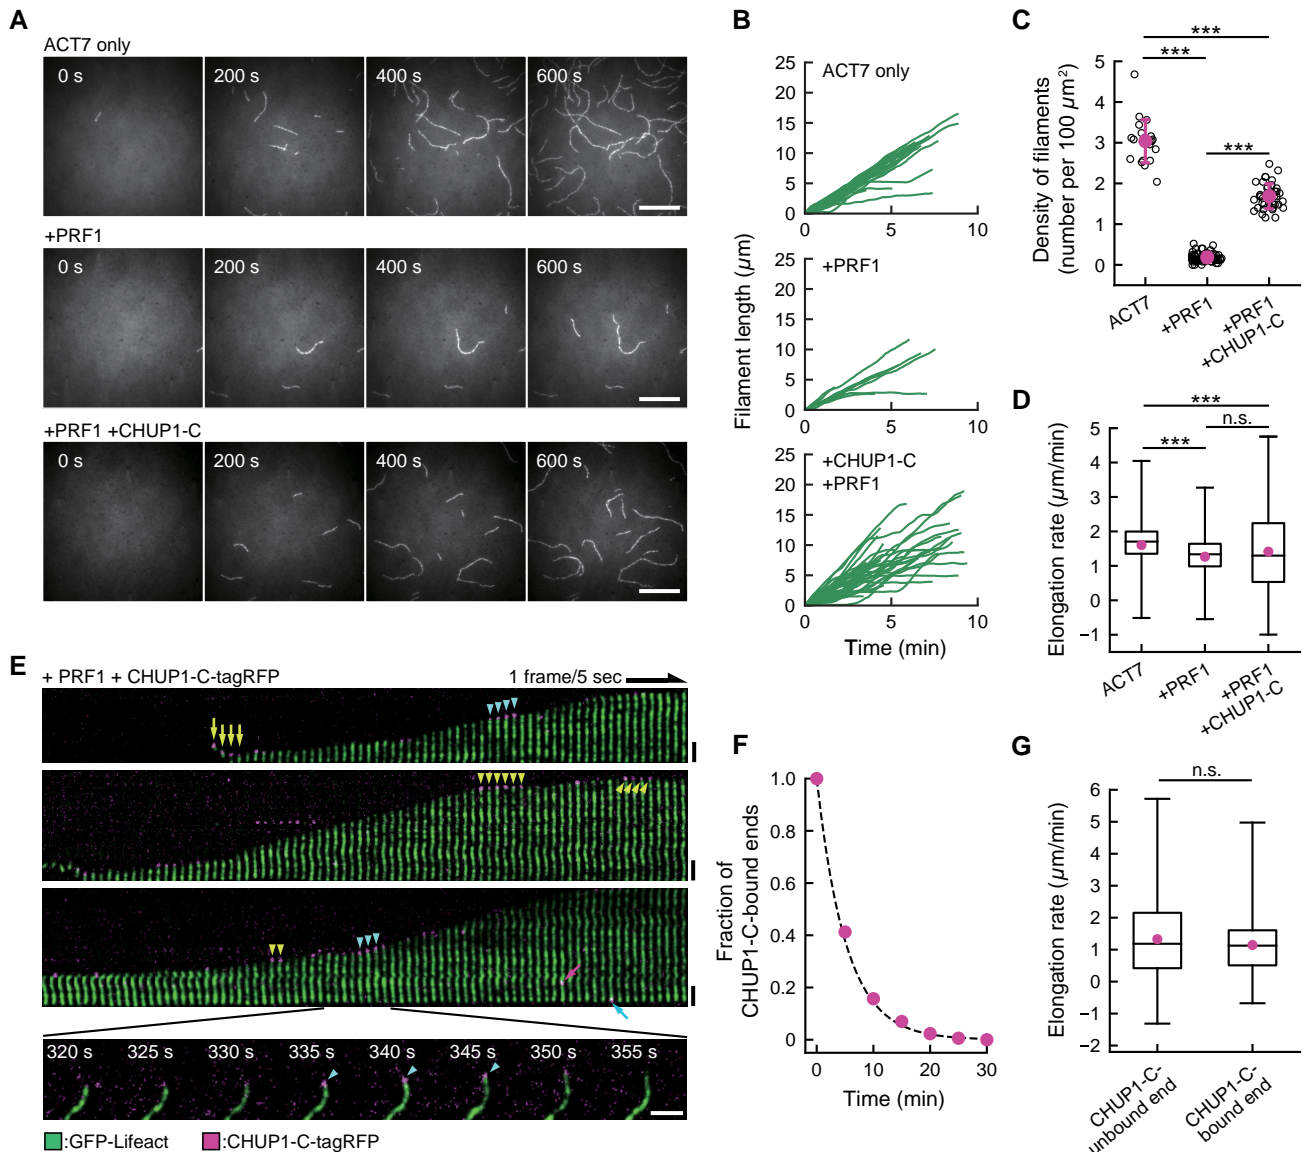 A
ACT7 only
0 s
200 s
400 s
600 s
+PRF1
0 s
200 s
400 s
600 s
+PRF1 +CHUP1-C
0 s
200 s
400 s
600 s
B
Filament length (µm)
25
20
15
10
5
0
ACT7 only
0
5
10
25
20
15
10
5
0
+PRF1
0
5
10
25
20
15
10
5
0
+CHUP1-C
+PRF1
0
5
10
Time (min)
C
Density of filaments
(number per 100 µm²)
5
4
3
2
1
0
***
***
***
ACT7
+PRF1
+PRF1
+CHUP1-C
D
Elongation rate (µm/min)
5
4
3
2
1
0
−1
***
n.s.
***
ACT7
+PRF1
+PRF1
+CHUP1-C
E
+ PRF1 + CHUP1-C-tagRFP
1 frame/5 sec
320 s
325 s
330 s
335 s
340 s
345 s
350 s
355 s
:GFP-Lifeact
:CHUP1-C-tagRFP
F
Fraction of
CHUP1-C-bound ends
1.0
0.8
0.6
0.4
0.2
0
0
10
20
30
Time (min)
G
Elongation rate (µm/min)
6
5
4
3
2
1
0
−1
−2
n.s.
CHUP1-C-
unbound end
CHUP1-C-
bound end